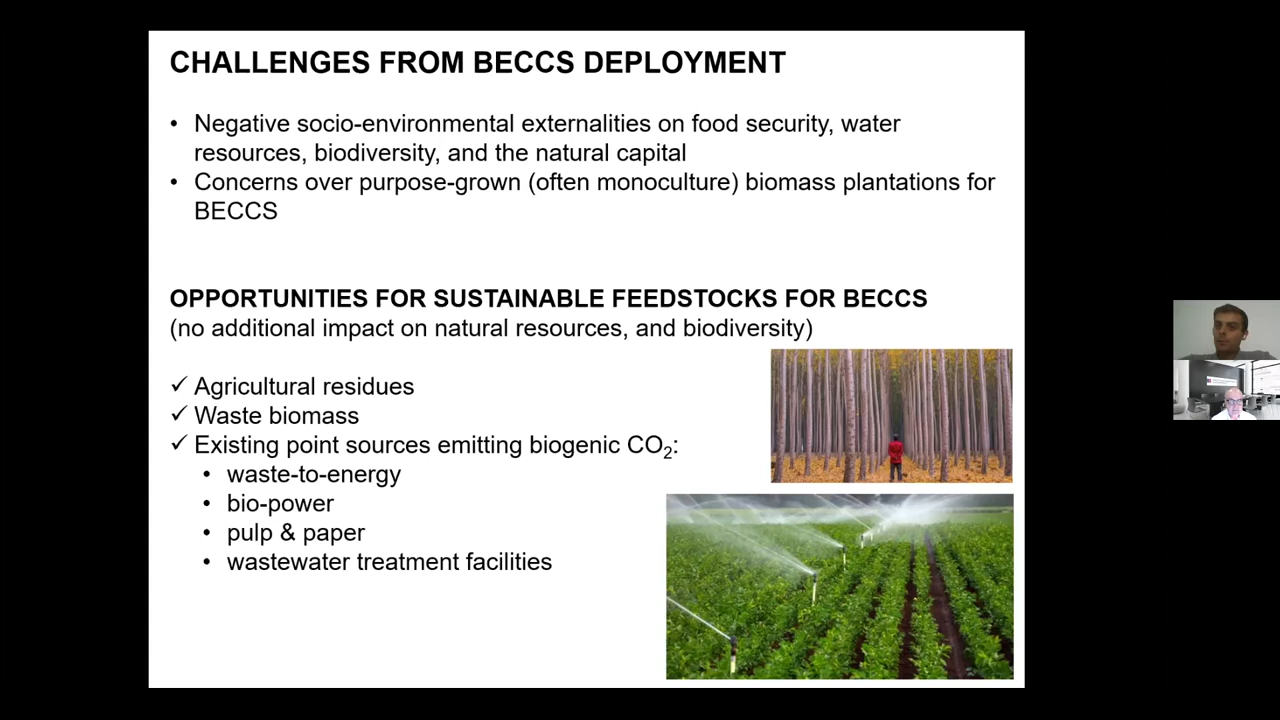 CHALLENGES FROM BECCS DEPLOYMENT
• Negative socio-environmental externalities on food security, water
resources, biodiversity, and the natural capital
• Concerns over purpose-grown (often monoculture) biomass plantations for
BECCS
OPPORTUNITIES FOR SUSTAINABLE FEEDSTOCKS FOR BECCS
(no additional impact on natural resources, and biodiversity)
✓ Agricultural residues
✓ Waste biomass
✓ Existing point sources emitting biogenic CO₂:
• waste-to-energy
• bio-power
• pulp & paper
• wastewater treatment facilities